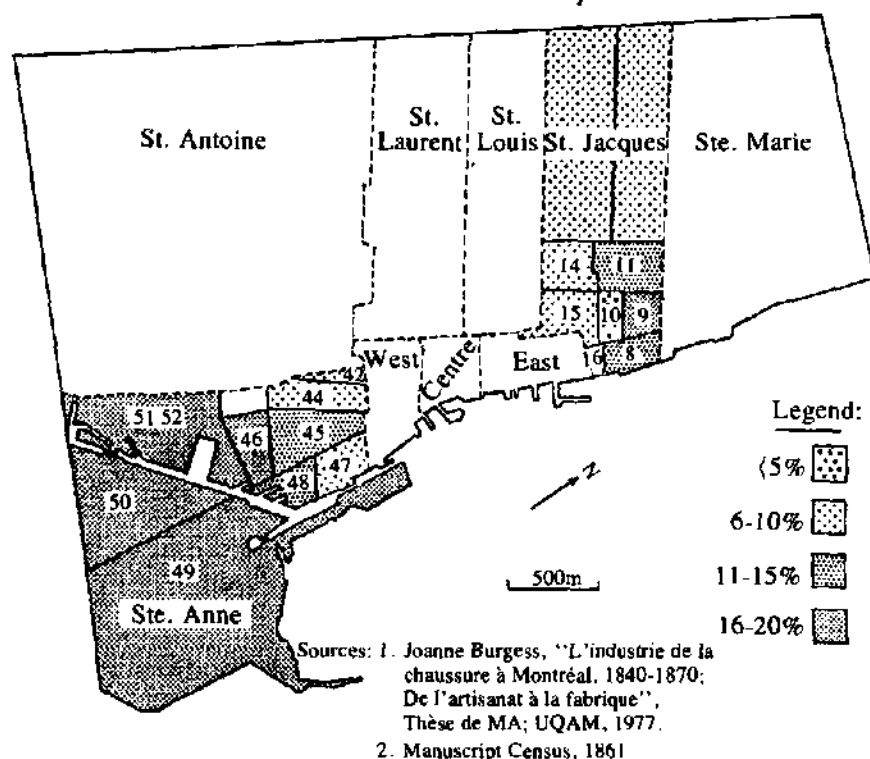 St. Antoine
St.
Laurent
St.
Louis
St. Jacques
Ste. Marie
14
11
15
10
9
16
8
West
Centre
East
42
44
51 52
46
45
47
48
50
49
Ste. Anne
N
500m
Legend:
<5%
6-10%
11-15%
16-20%
Sources: 1. Joanne Burgess, "L'industrie de la
chaussure à Montréal, 1840-1870;
De l'artisanat à la fabrique",
Thèse de MA; UQAM, 1977.
2. Manuscript Census, 1861